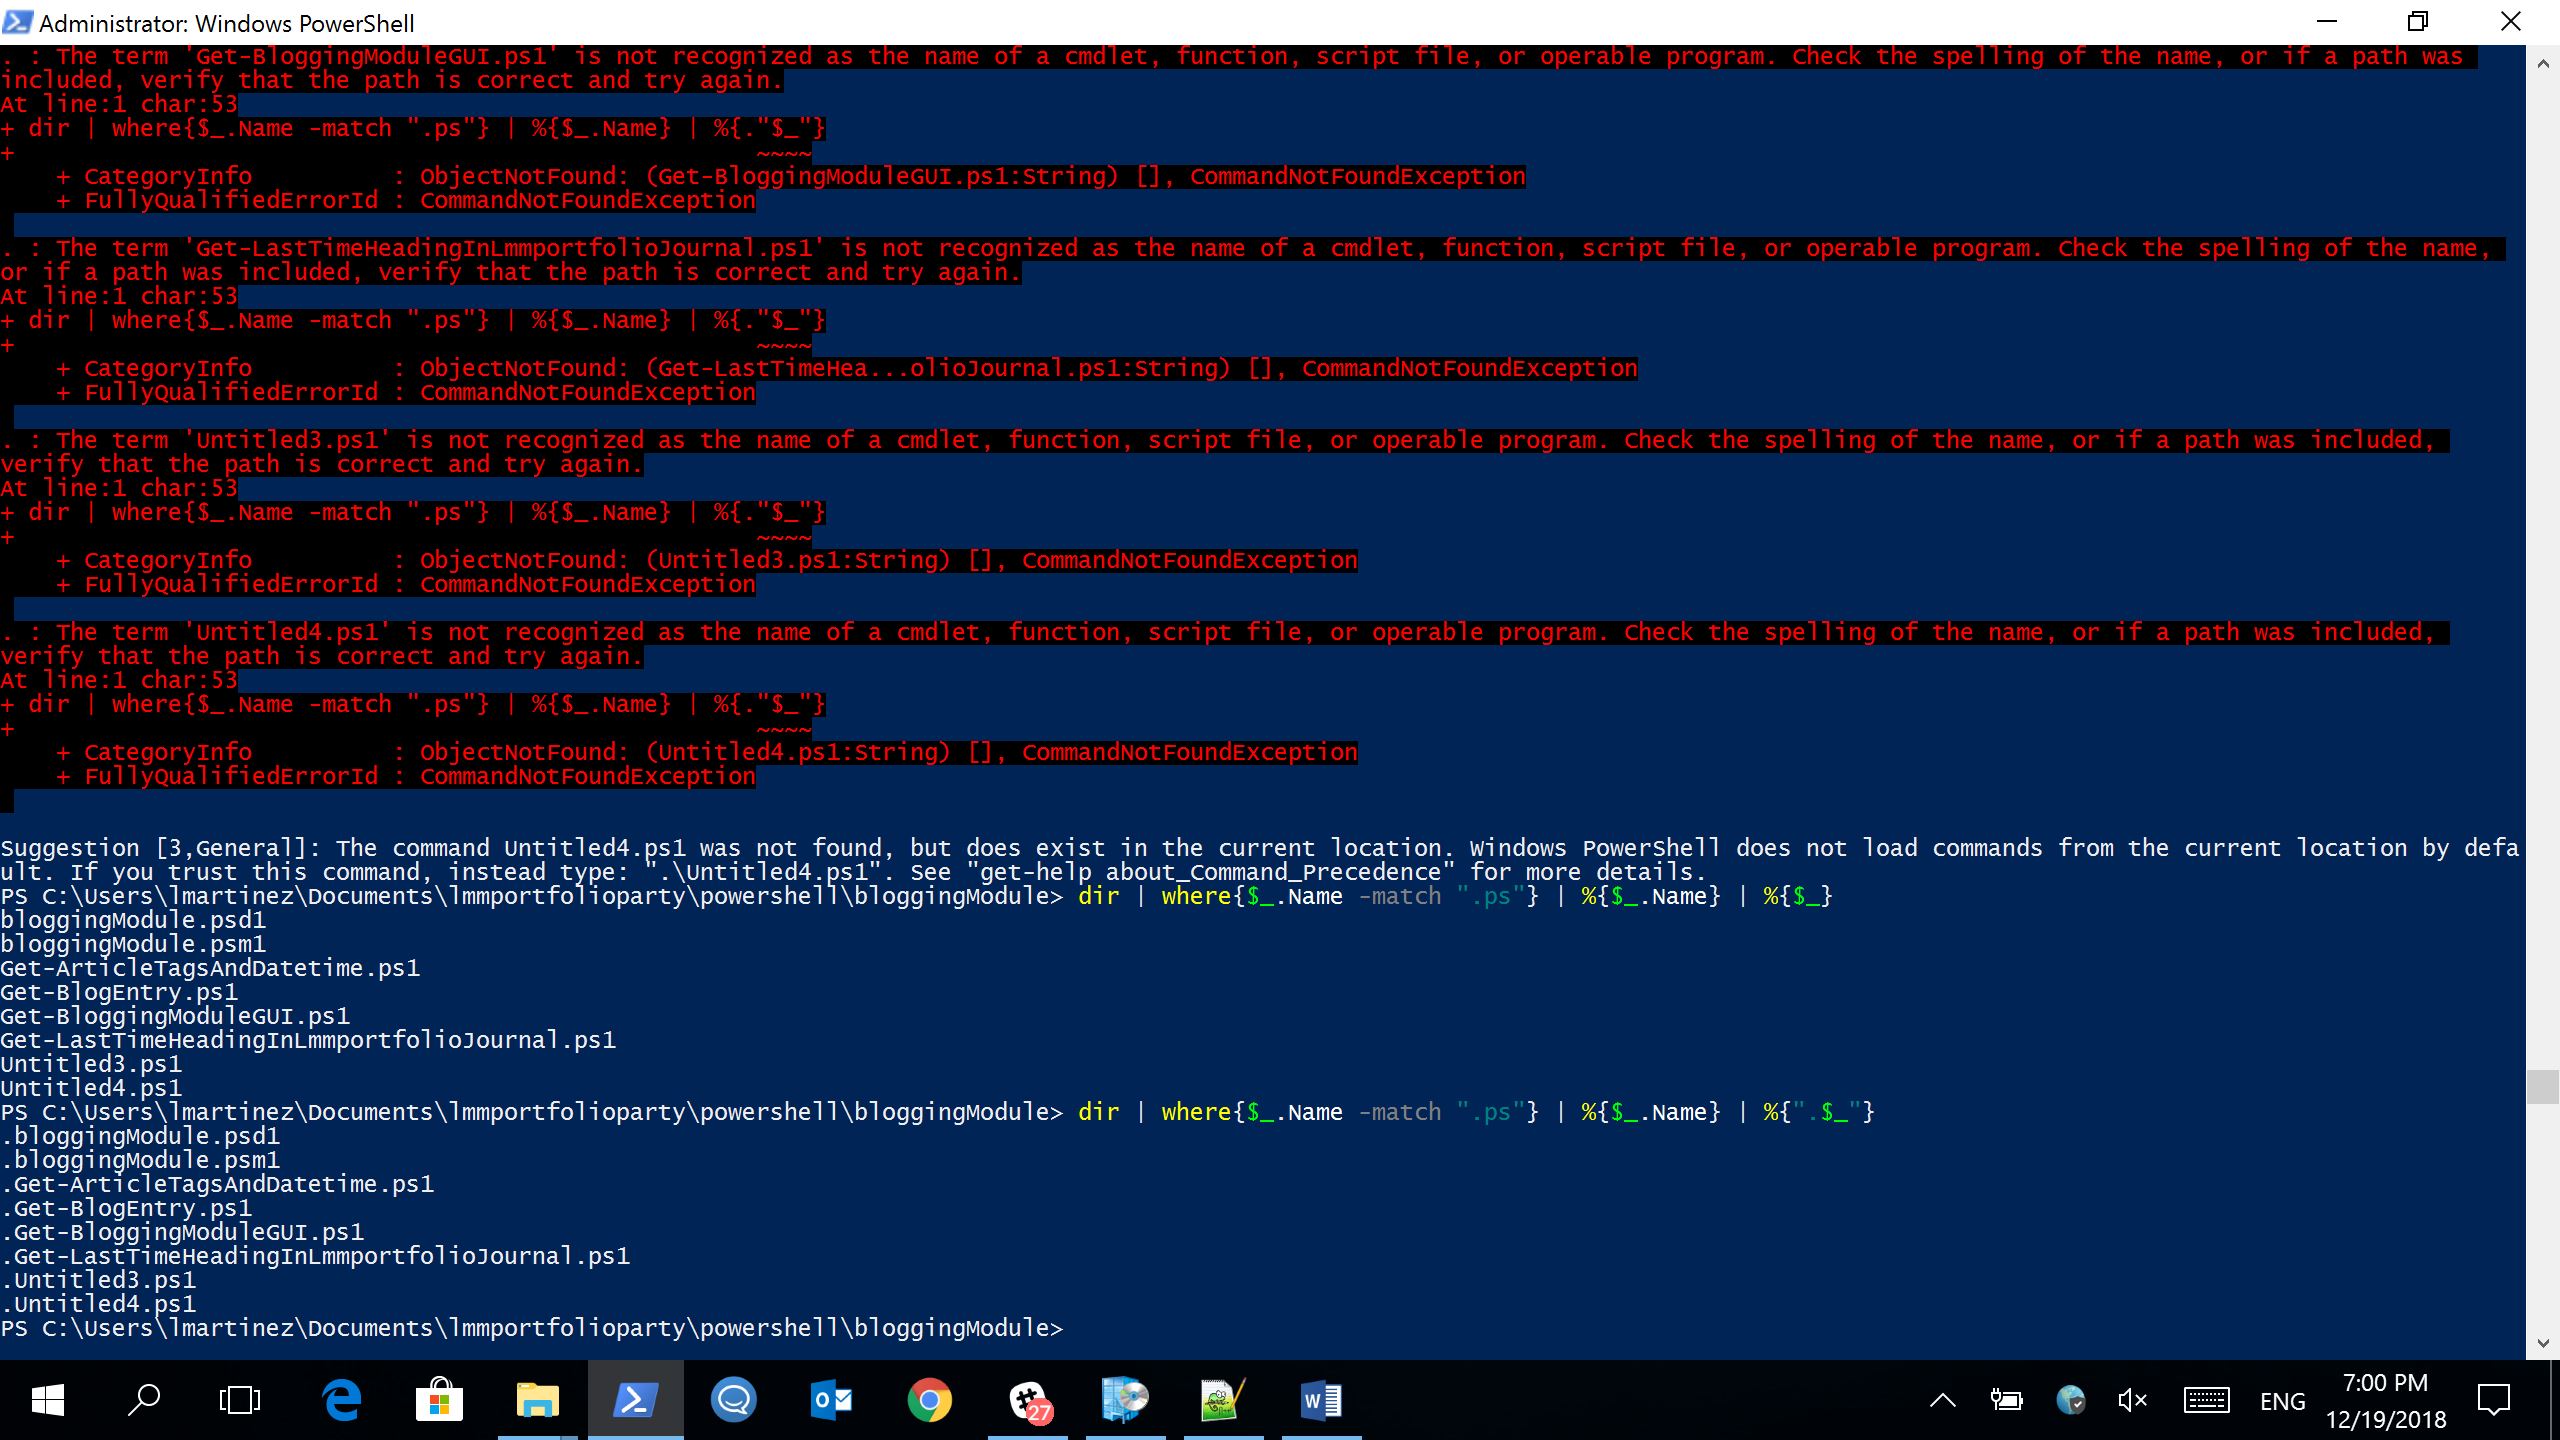 Administrator: Windows PowerShell
. : The term 'Get-BloggingModuleGUI.ps1' is not recognized as the name of a cmdlet, function, script file, or operable program. Check the spelling of the name, or if a path was
included, verify that the path is correct and try again.
At line:1 char:53
+ dir | where{$_.Name -match ".ps"} | %{$_.Name} | %{."$_"}
+                                                     ~~~~
    + CategoryInfo          : ObjectNotFound: (Get-BloggingModuleGUI.ps1:String) [], CommandNotFoundException
    + FullyQualifiedErrorId : CommandNotFoundException
. : The term 'Get-LastTimeHeadingInLmmportfolioJournal.ps1' is not recognized as the name of a cmdlet, function, script file, or operable program. Check the spelling of the name,
or if a path was included, verify that the path is correct and try again.
At line:1 char:53
+ dir | where{$_.Name -match ".ps"} | %{$_.Name} | %{."$_"}
+                                                     ~~~~
    + CategoryInfo          : ObjectNotFound: (Get-LastTimeHea...olioJournal.ps1:String) [], CommandNotFoundException
    + FullyQualifiedErrorId : CommandNotFoundException
. : The term 'Untitled3.ps1' is not recognized as the name of a cmdlet, function, script file, or operable program. Check the spelling of the name, or if a path was included,
verify that the path is correct and try again.
At line:1 char:53
+ dir | where{$_.Name -match ".ps"} | %{$_.Name} | %{."$_"}
+                                                     ~~~~
    + CategoryInfo          : ObjectNotFound: (Untitled3.ps1:String) [], CommandNotFoundException
    + FullyQualifiedErrorId : CommandNotFoundException
. : The term 'Untitled4.ps1' is not recognized as the name of a cmdlet, function, script file, or operable program. Check the spelling of the name, or if a path was included,
verify that the path is correct and try again.
At line:1 char:53
+ dir | where{$_.Name -match ".ps"} | %{$_.Name} | %{."$_"}
+                                                     ~~~~
    + CategoryInfo          : ObjectNotFound: (Untitled4.ps1:String) [], CommandNotFoundException
    + FullyQualifiedErrorId : CommandNotFoundException
Suggestion [3,General]: The command Untitled4.ps1 was not found, but does exist in the current location. Windows PowerShell does not load commands from the current location by defa
ult. If you trust this command, instead type: ".\Untitled4.ps1". See "get-help about_Command_Precedence" for more details.
PS C:\Users\lmartinez\Documents\lmmportfolioparty\powershell\bloggingModule> dir | where{$_.Name -match ".ps"} | %{$_.Name} | %{$_}
bloggingModule.psd1
bloggingModule.psm1
Get-ArticleTagsAndDatetime.ps1
Get-BlogEntry.ps1
Get-BloggingModuleGUI.ps1
Get-LastTimeHeadingInLmmportfolioJournal.ps1
Untitled3.ps1
Untitled4.ps1
PS C:\Users\lmartinez\Documents\lmmportfolioparty\powershell\bloggingModule> dir | where{$_.Name -match ".ps"} | %{$_.Name} | %{".$_"}
.bloggingModule.psd1
.bloggingModule.psm1
.Get-ArticleTagsAndDatetime.ps1
.Get-BlogEntry.ps1
.Get-BloggingModuleGUI.ps1
.Get-LastTimeHeadingInLmmportfolioJournal.ps1
.Untitled3.ps1
.Untitled4.ps1
PS C:\Users\lmartinez\Documents\lmmportfolioparty\powershell\bloggingModule>
27
ENG
7:00 PM
12/19/2018